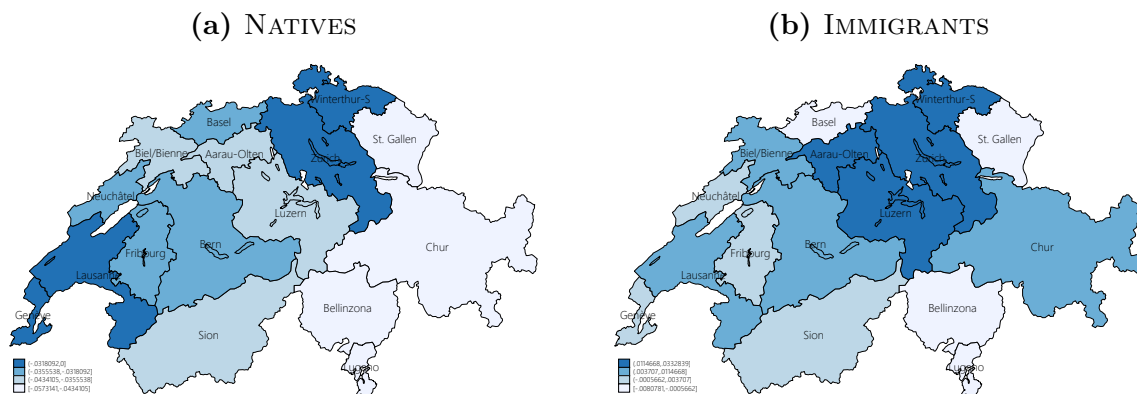 (a) NATIVES
Winterthur-S
Basel
St. Gallen
Biel/Bienne
Aarau-Olten
Zürich
Neuchâtel
Luzern
Bern
Fribourg
Chur
Lausanne
Genève
Bellinzona
Sion
Lugano
(-.0318092,0]
(-.0355538,-.0318092]
(-.0434105,-.0355538]
[-.0573141,-.0434105]
(b) IMMIGRANTS
Winterthur-S
Basel
St. Gallen
Biel/Bienne
Aarau-Olten
Zürich
Neuchâtel
Luzern
Bern
Fribourg
Chur
Lausanne
Genève
Bellinzona
Sion
Lugano
(.0114668,.0332839]
(.003707,.0114668]
(-.0005662,.003707]
[-.0080781,-.0005662]